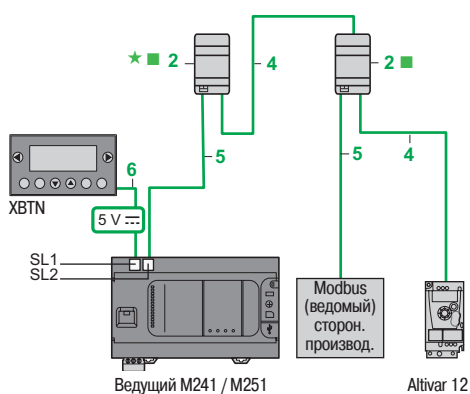 ★ ■ 2
4
2 ■
5
5
4
6
XBTN
5 V ⎓
SL1
SL2
Modbus
(ведомый)
сторон.
производ.
Ведущий M241 / M251
Altivar 12